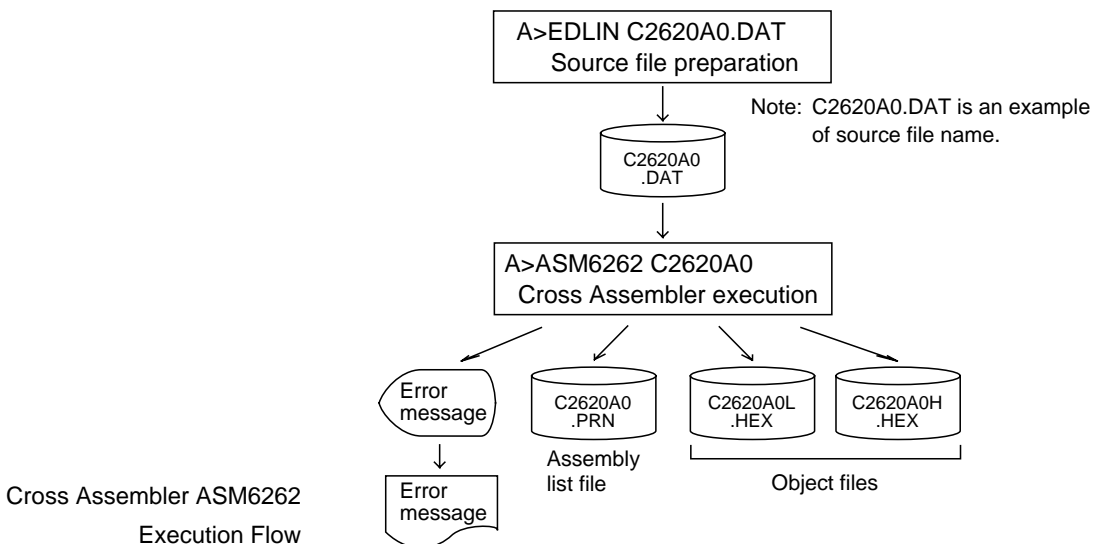 A>EDLIN C2620A0.DAT
Source file preparation
Note: C2620A0.DAT is an example
of source file name.
C2620A0
.DAT
A>ASM6262 C2620A0
Cross Assembler execution
Error
message
C2620A0
.PRN
C2620A0L
.HEX
C2620A0H
.HEX
Assembly
list file
Object files
Error
message
Cross Assembler ASM6262
Execution Flow